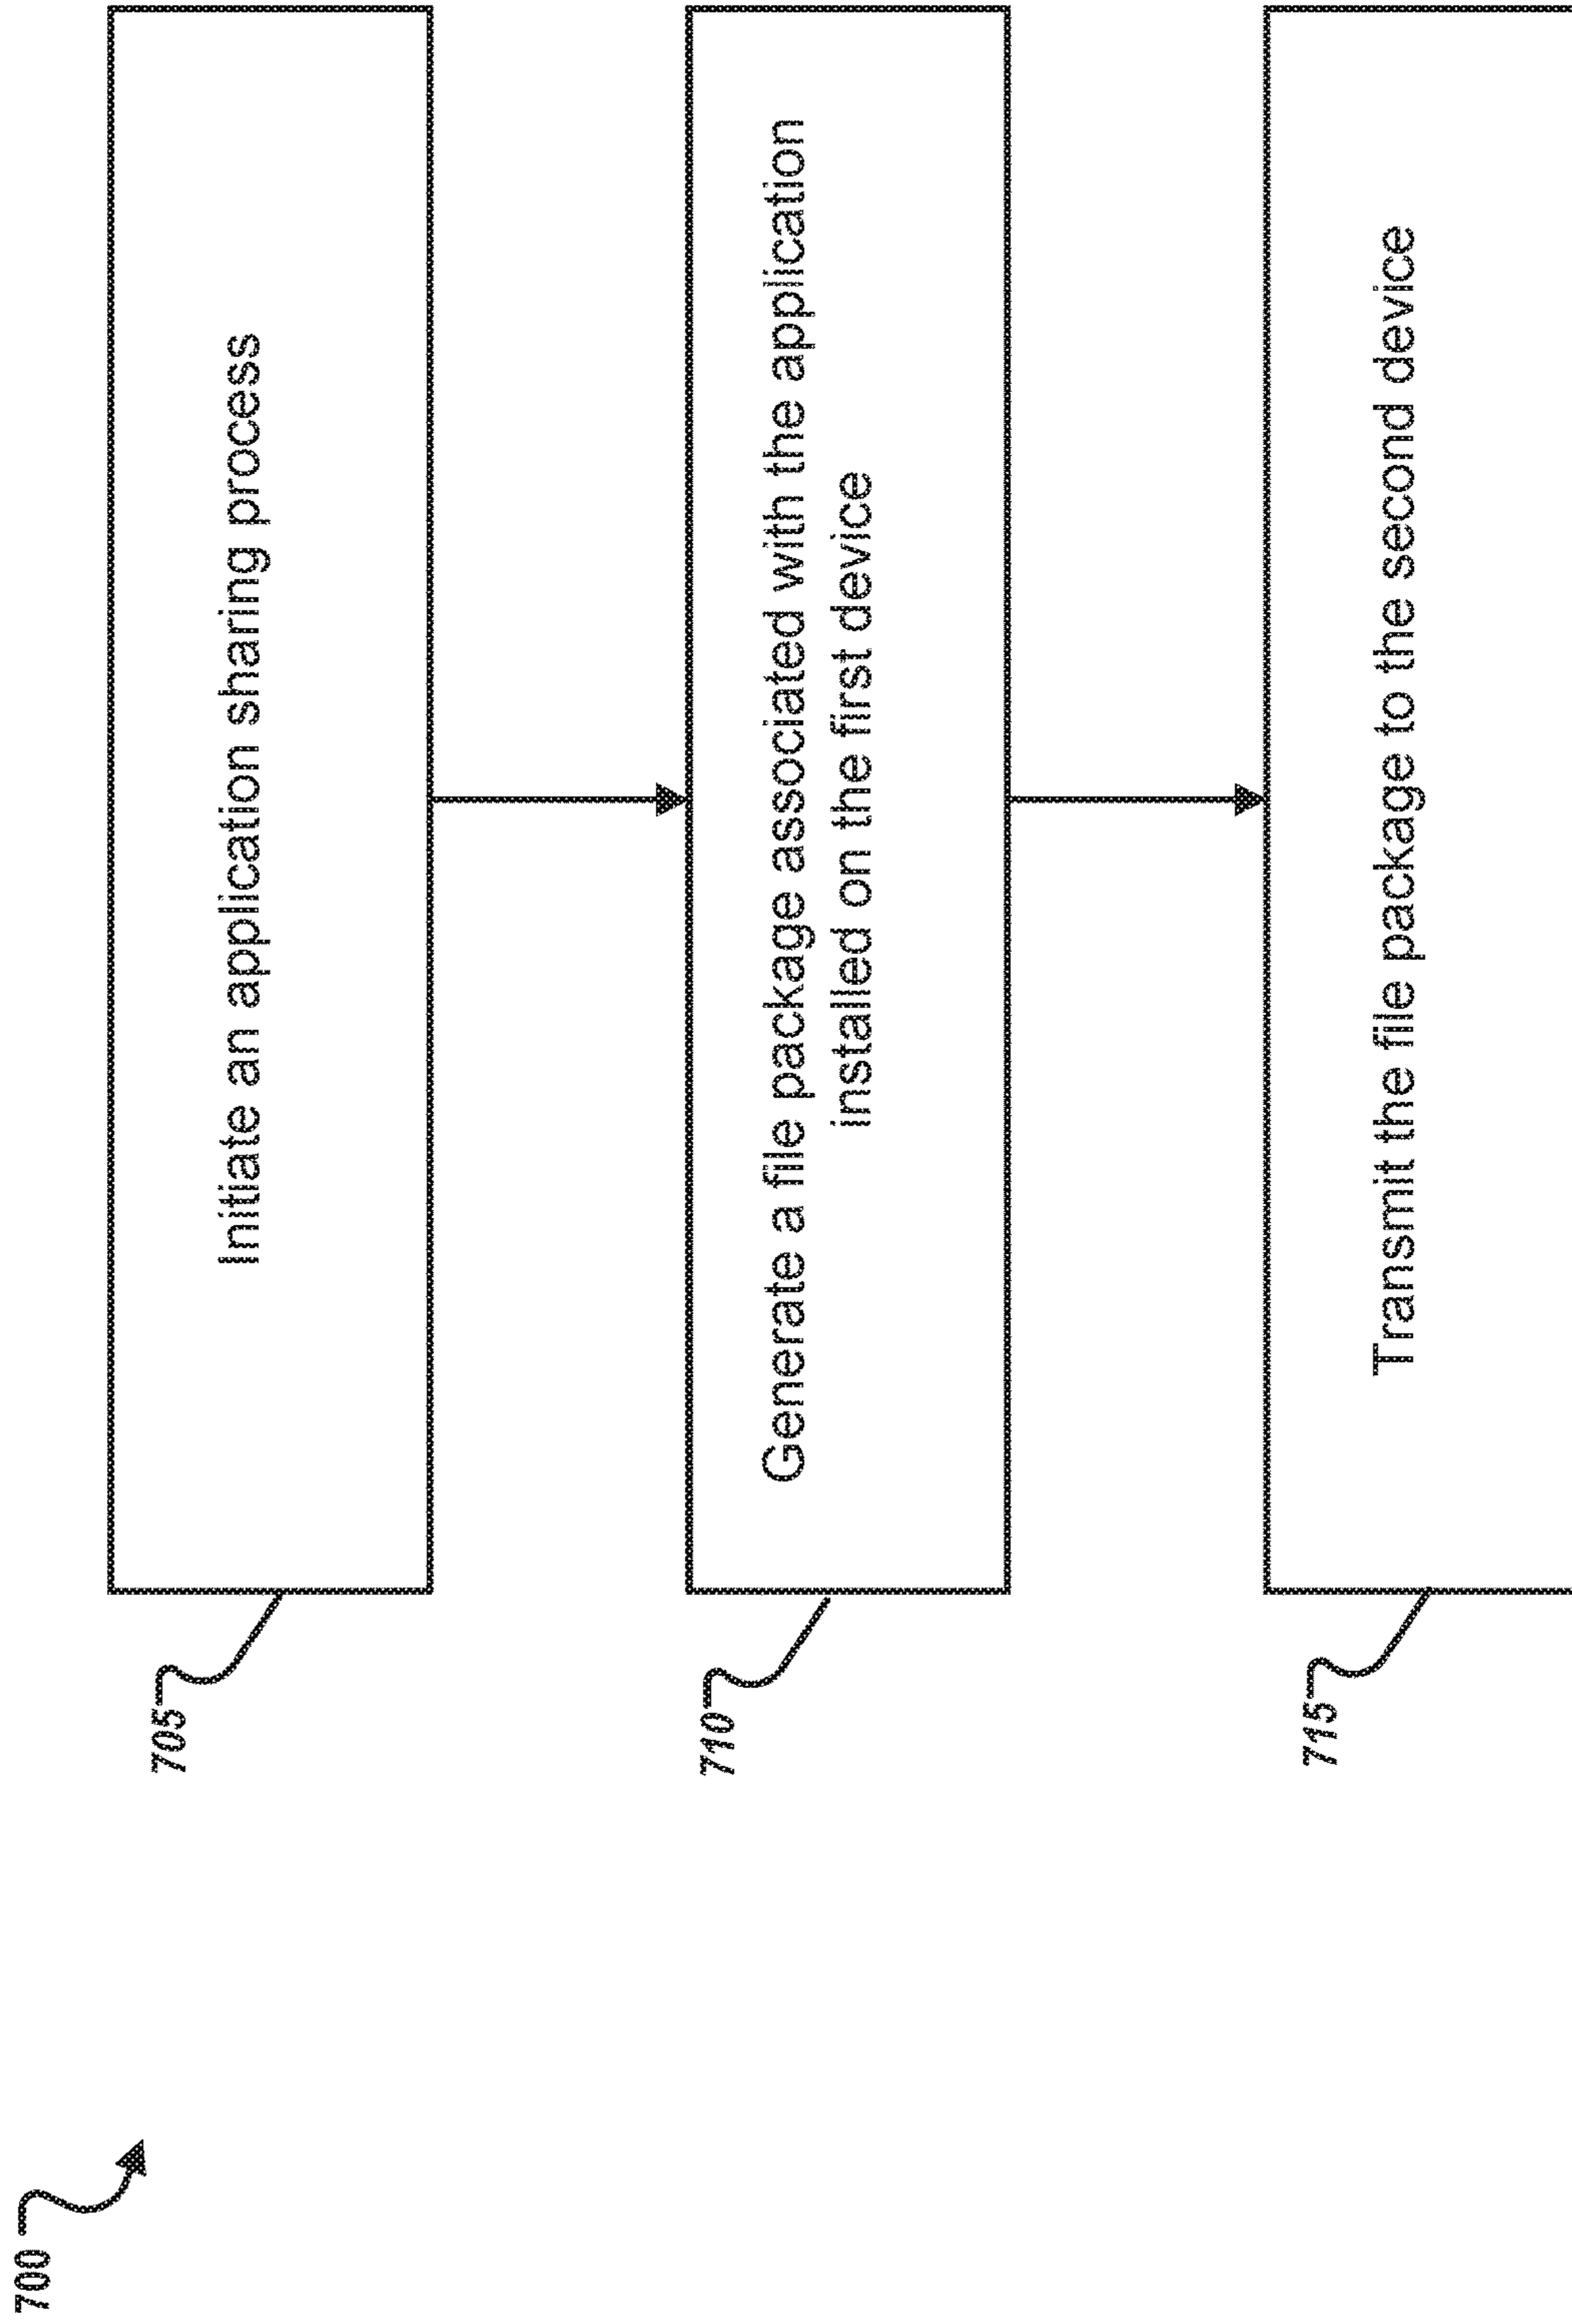 700
705
Initiate an application sharing process
710
Generate a file package associated with the application
installed on the first device
715
Transmit the file package to the second device